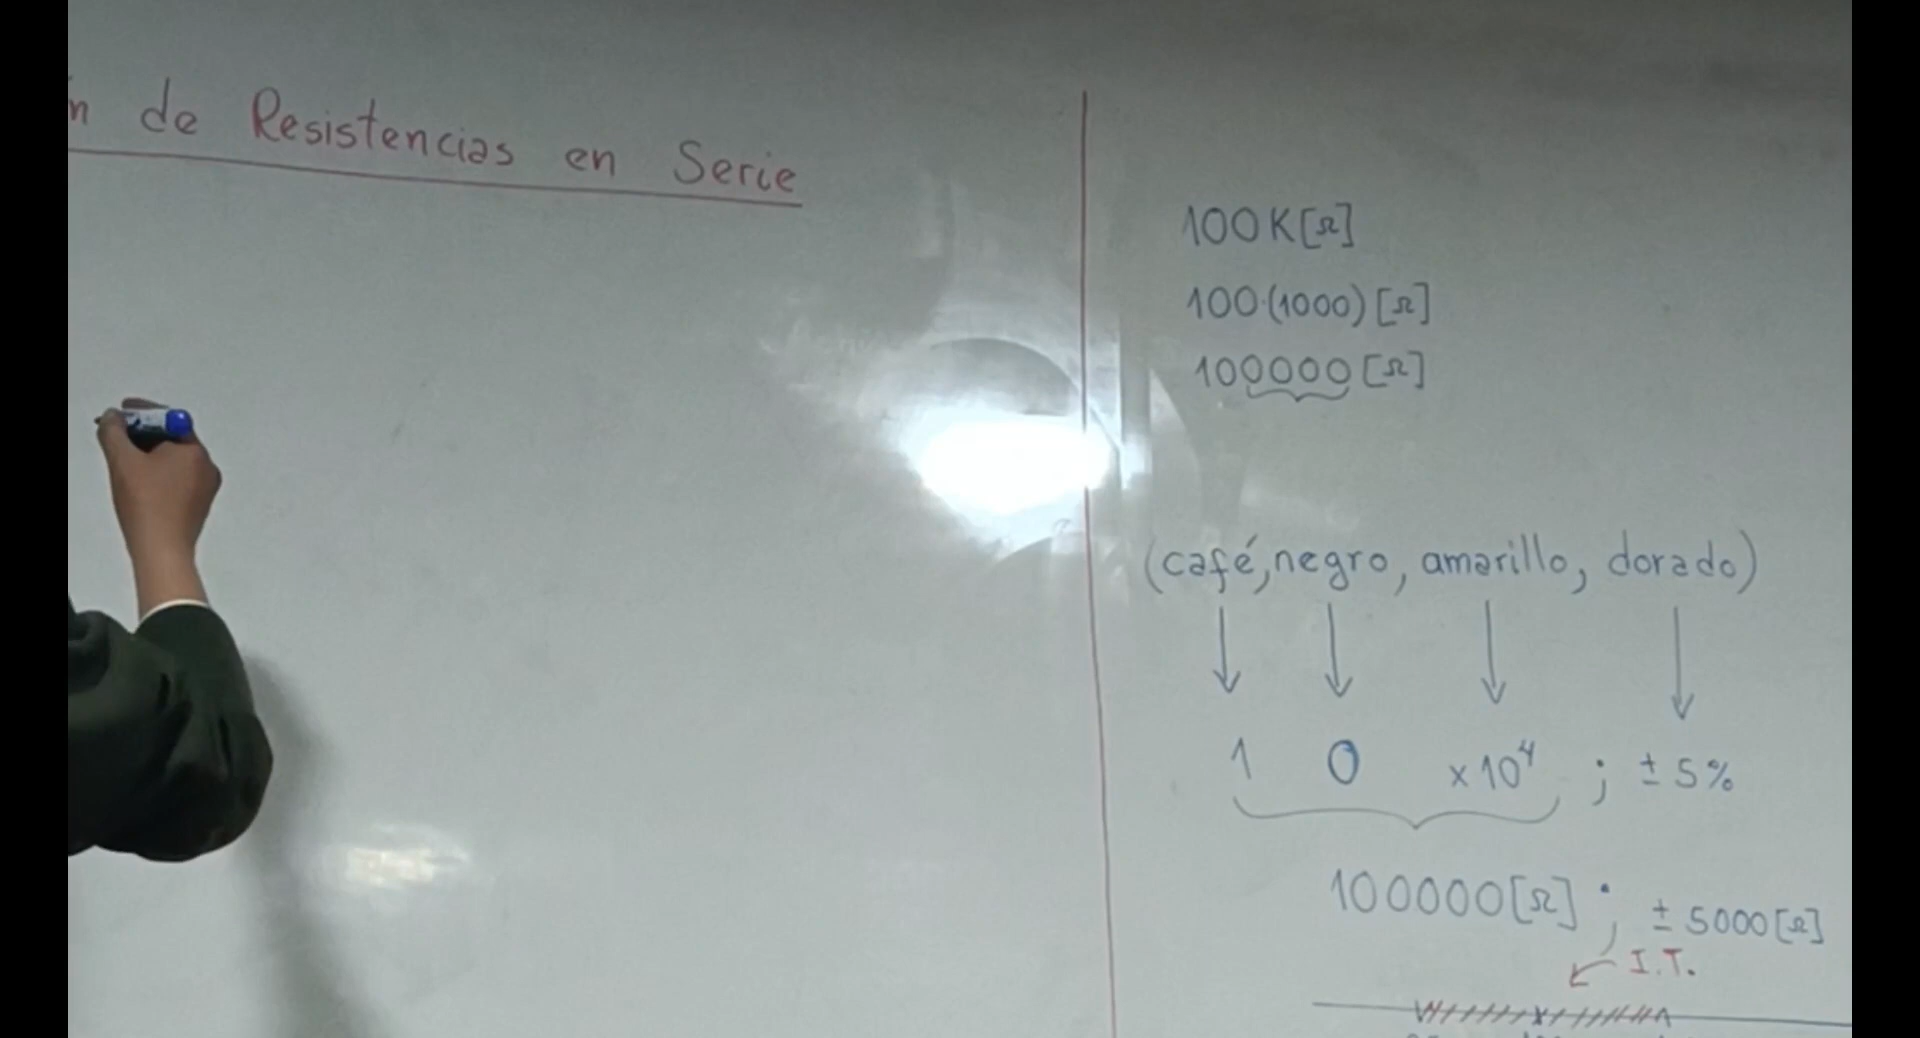 n de Resistencias en Serie
100K[Ω]
100·(1000)[Ω]
100000[Ω]
(café, negro, amarillo, dorado)
1 0 x10⁴ ; ± 5%
100000[Ω] ; ± 5000[Ω]
I.T.